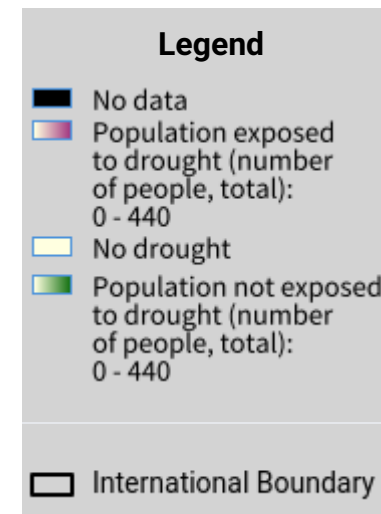 Legend
No data
Population exposed
to drought (number
of people, total):
0 - 440
No drought
Population not exposed
to drought (number
of people, total):
0 - 440
International Boundary